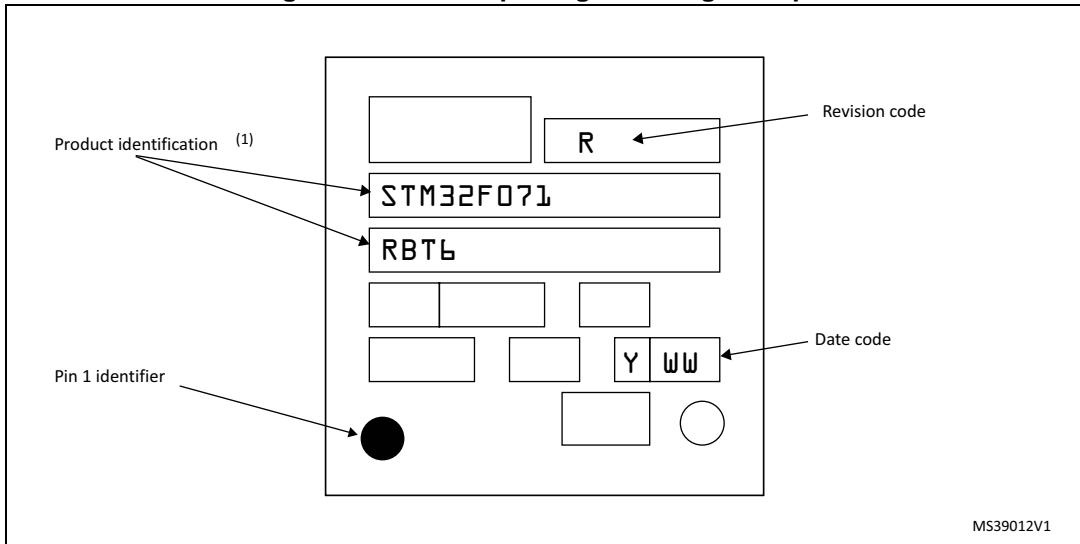 Revision code
R
Product identification (1)
STM32F071
RBT6
Date code
Y WW
Pin 1 identifier
MS39012V1